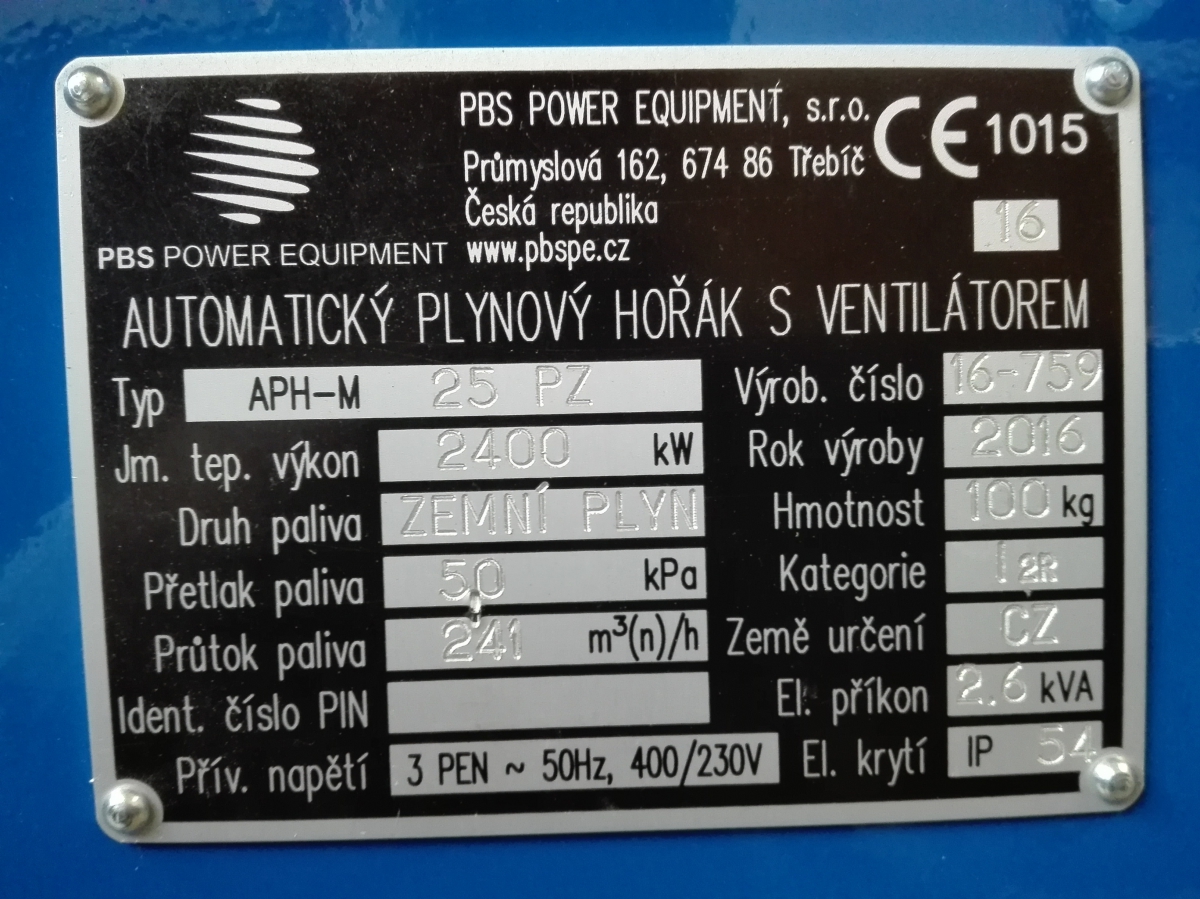 PBS POWER EQUIPMENT, s.r.o.
Průmyslová 162, 674 86 Třebíč
Česká republika
www.pbspe.cz
CE 1015
16
PBS POWER EQUIPMENT
AUTOMATICKÝ PLYNOVÝ HOŘÁK S VENTILÁTOREM
Typ APH-M 25 PZ
Výrob. číslo 16-759
Jm. tep. výkon 2400 kW
Rok výroby 2016
Druh paliva ZEMNÍ PLYN
Hmotnost 100 kg
Přetlak paliva 50 kPa
Kategorie I 2R
Průtok paliva 241 m³(n)/h
Země určení CZ
Ident. číslo PIN
El. příkon 2.6 kVA
Přív. napětí 3 PEN ~ 50Hz, 400/230V
El. krytí IP 54